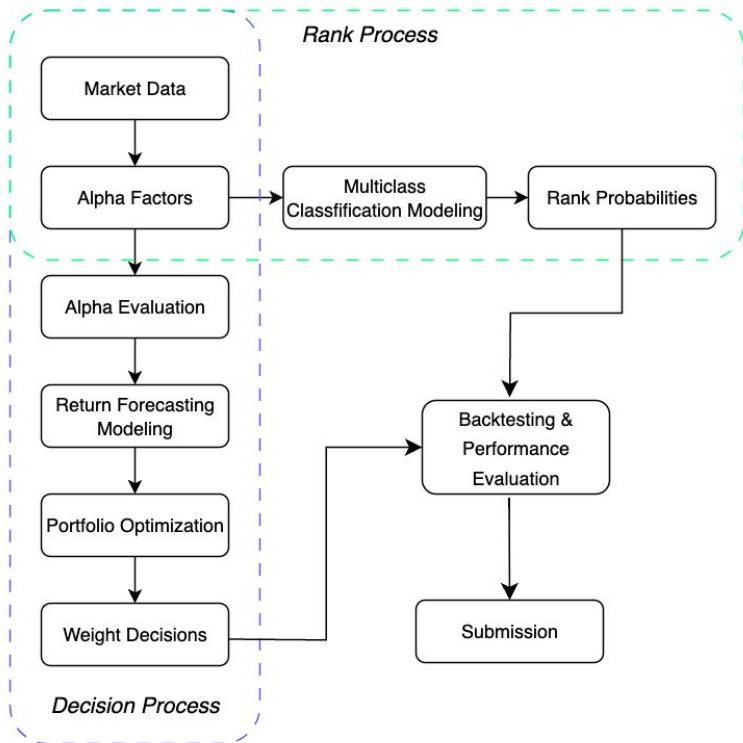 Rank Process
Market Data
Alpha Factors
Multiclass
Classfification Modeling
Rank Probabilities
Alpha Evaluation
Return Forecasting
Modeling
Backtesting &
Performance
Evaluation
Portfolio Optimization
Weight Decisions
Submission
Decision Process